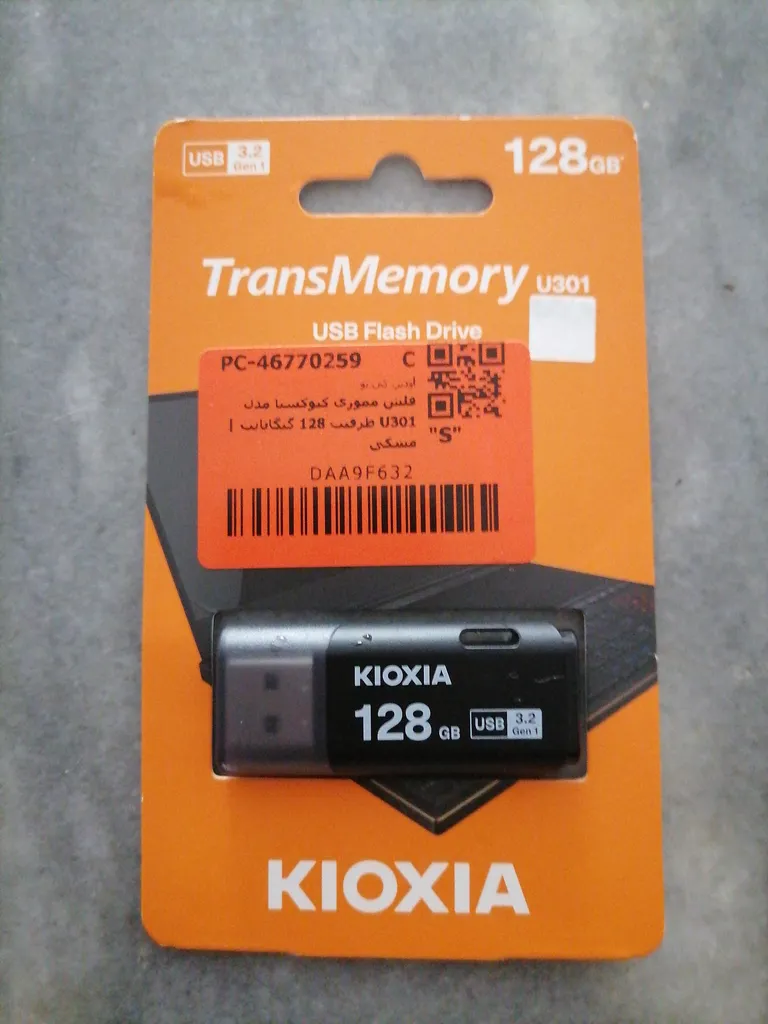 USB 3.2 Gen 1
128GB
TransMemory U301
USB Flash Drive
PC-46770259 C
فلش مموری کیوکسیا مدل
U301 ظرفیت 128 گیگابایت |
مشکی
"S"
DAA9F632
KIOXIA
128 GB USB 3.2 Gen 1
KIOXIA